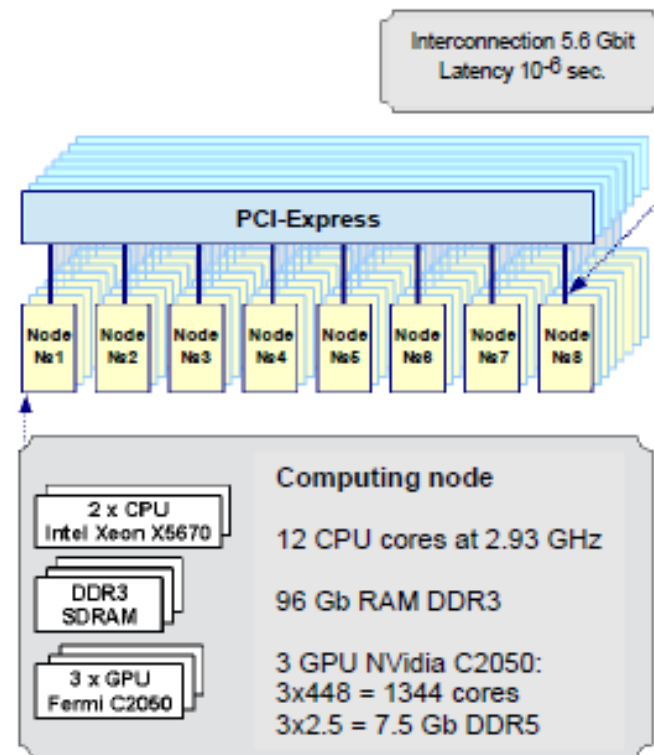 Interconnection 5.6 Gbit
Latency 10-6 sec.
PCI-Express
Node №1
Node №2
Node №3
Node №4
Node №5
Node №6
Node №7
Node №8
2 x CPU
Intel Xeon X5670
DDR3
SDRAM
3 x GPU
Fermi C2050
Computing node
12 CPU cores at 2.93 GHz
96 Gb RAM DDR3
3 GPU NVidia C2050:
3x448 = 1344 cores
3x2.5 = 7.5 Gb DDR5